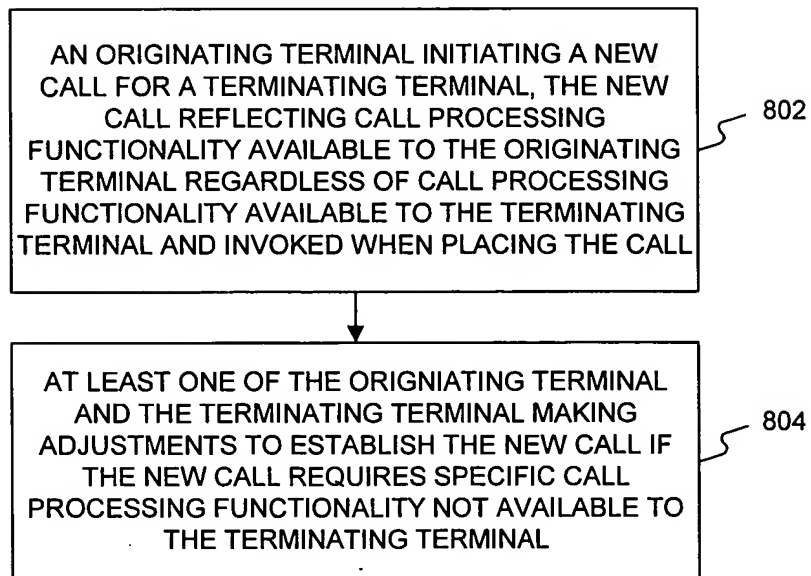 AN ORIGINATING TERMINAL INITIATING A NEW
CALL FOR A TERMINATING TERMINAL, THE NEW
CALL REFLECTING CALL PROCESSING
FUNCTIONALITY AVAILABLE TO THE ORIGINATING
TERMINAL REGARDLESS OF CALL PROCESSING
FUNCTIONALITY AVAILABLE TO THE TERMINATING
TERMINAL AND INVOKED WHEN PLACING THE CALL
802
AT LEAST ONE OF THE ORIGNIATING TERMINAL
AND THE TERMINATING TERMINAL MAKING
ADJUSTMENTS TO ESTABLISH THE NEW CALL IF
THE NEW CALL REQUIRES SPECIFIC CALL
PROCESSING FUNCTIONALITY NOT AVAILABLE TO
THE TERMINATING TERMINAL
804